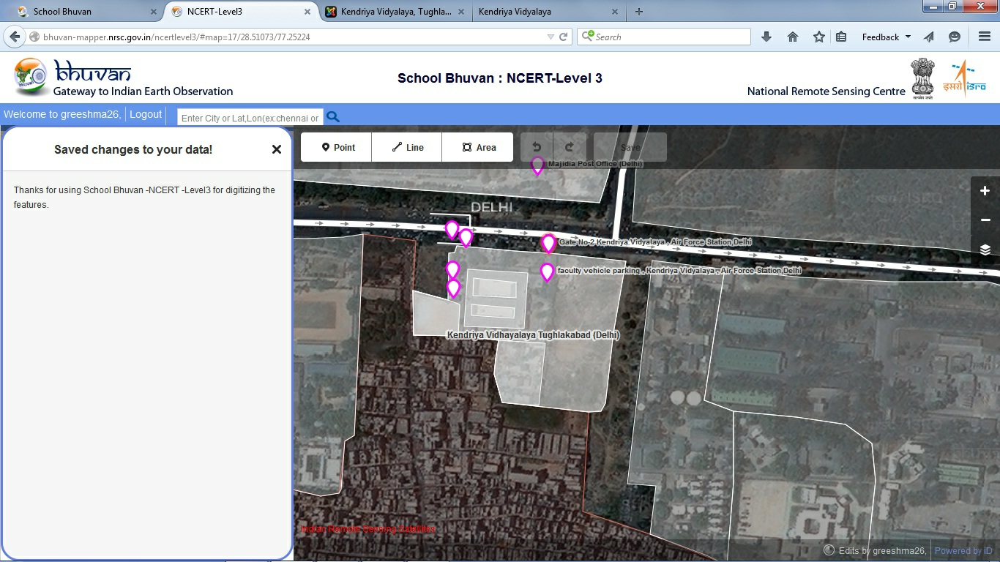 School Bhuvan
NCERT-Level3
Kendriya Vidyalaya, Tughla...
Kendriya Vidyalaya
bhuvan-mapper.nrsc.gov.in/ncertlevel3/#map=17/28.51073/77.25224
Search
Feedback
bhuvan
Gateway to Indian Earth Observation
School Bhuvan : NCERT-Level 3
National Remote Sensing Centre
सत्यमेव जयते
इसरो isro
Welcome to greeshma26,
Logout
Enter City or Lat,Lon(ex:chennai or
Saved changes to your data!
Thanks for using School Bhuvan -NCERT -Level3 for digitizing the
features.
Point
Line
Area
Save
Majidia Post Office (Delhi)
DELHI
Gate No-2 Kendriya Vidyalaya , Air Force Station,Delhi
faculty vehicle parking , Kendriya Vidyalaya , Air Force Station,Delhi
Kendriya Vidhayalaya Tughlakabad (Delhi)
Indian Remote Sensing Satellites
Edits by greeshma26,
Powered by iD